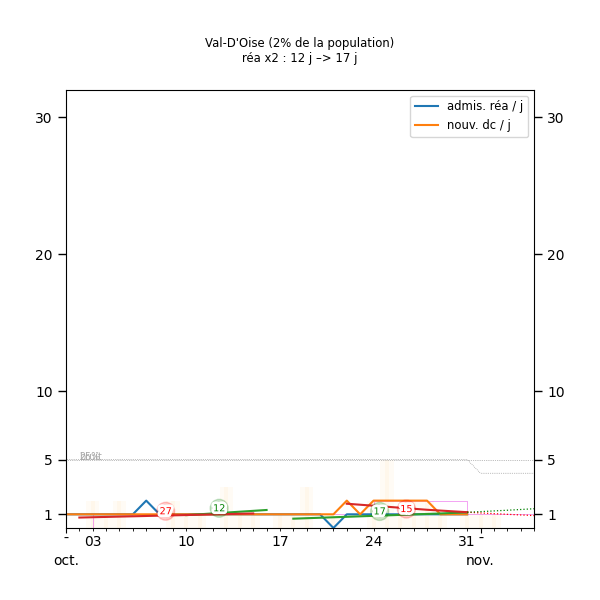 Val-D'Oise (2% de la population)
réa x2 : 12 j –> 17 j
admis. réa / j
nouv. dc / j
30 30
20 20
10 10
5 5
1 1
27 12 17 15
- 03 10 17 24 31 -
oct. nov.